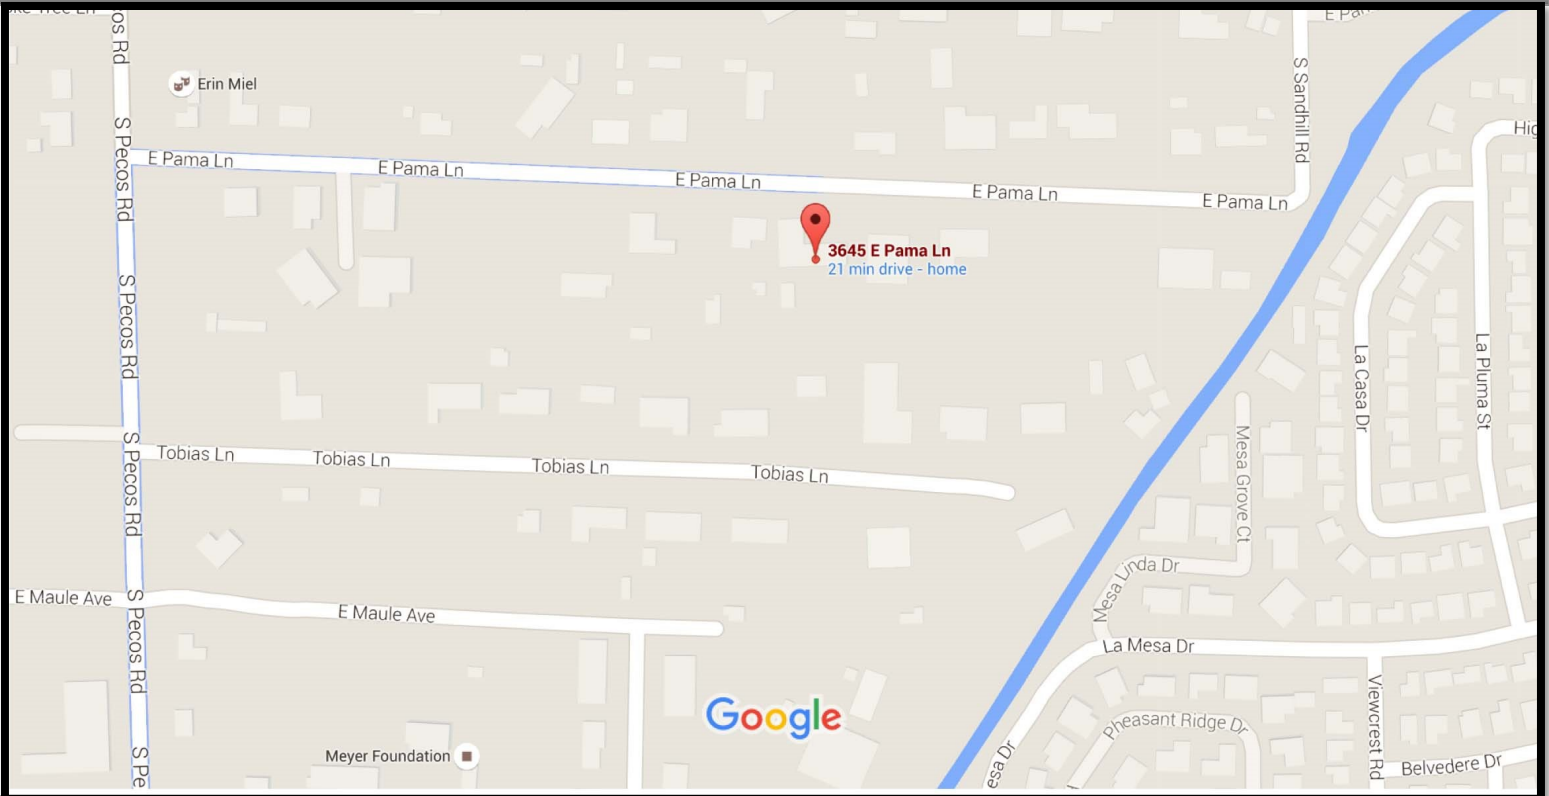 S Pecos Rd
Erin Miel
S Pecos Rd
E Pama Ln
E Pama Ln
E Pama Ln
E Pama Ln
E Pama Ln
S Sandhill Rd
3645 E Pama Ln
21 min drive - home
S Pecos Rd
La Casa Dr
La Pluma St
S Pecos Rd
Tobias Ln
Tobias Ln
Tobias Ln
Tobias Ln
Mesa Grove Ct
Mesa Linda Dr
E Maule Ave
E Maule Ave
S Pecos Rd
La Mesa Dr
Viewcrest Rd
Pheasant Ridge Dr
Belvedere Dr
Google
Meyer Foundation
S Pe
esa Dr